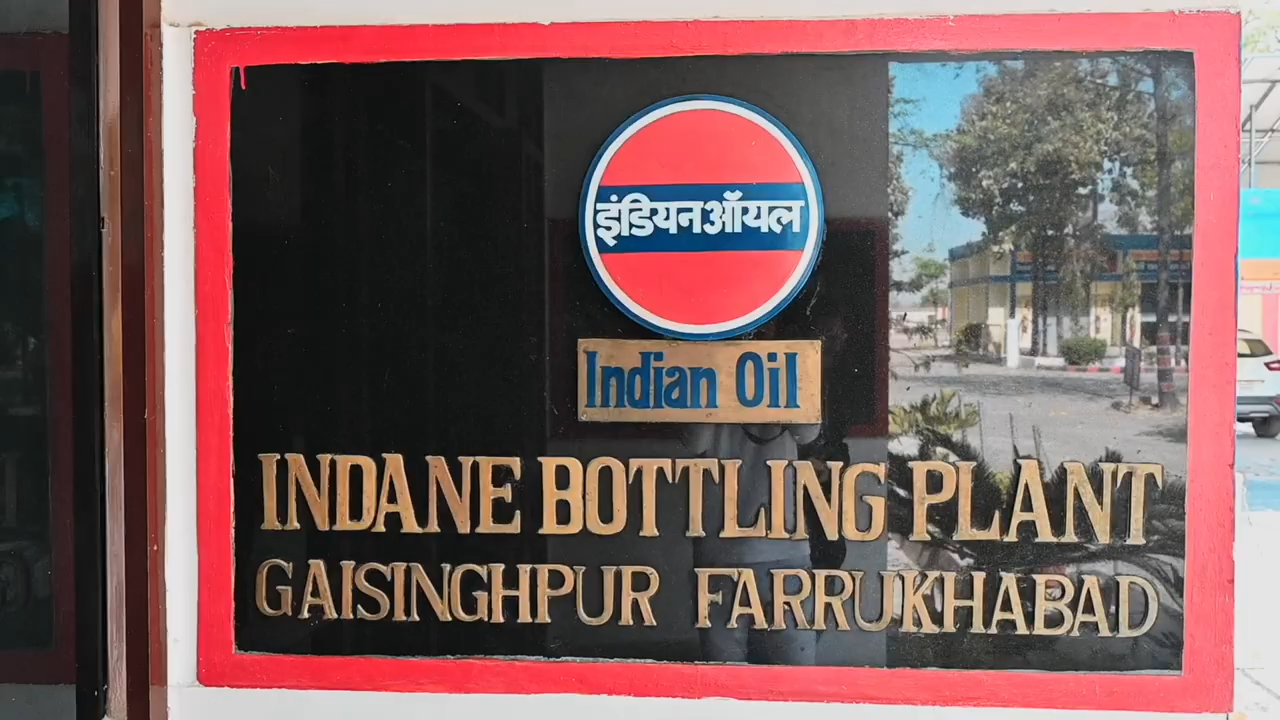 इंडियनऑयल
Indian Oil
INDANE BOTTLING PLANT
GAISINGHPUR FARRUKHABAD